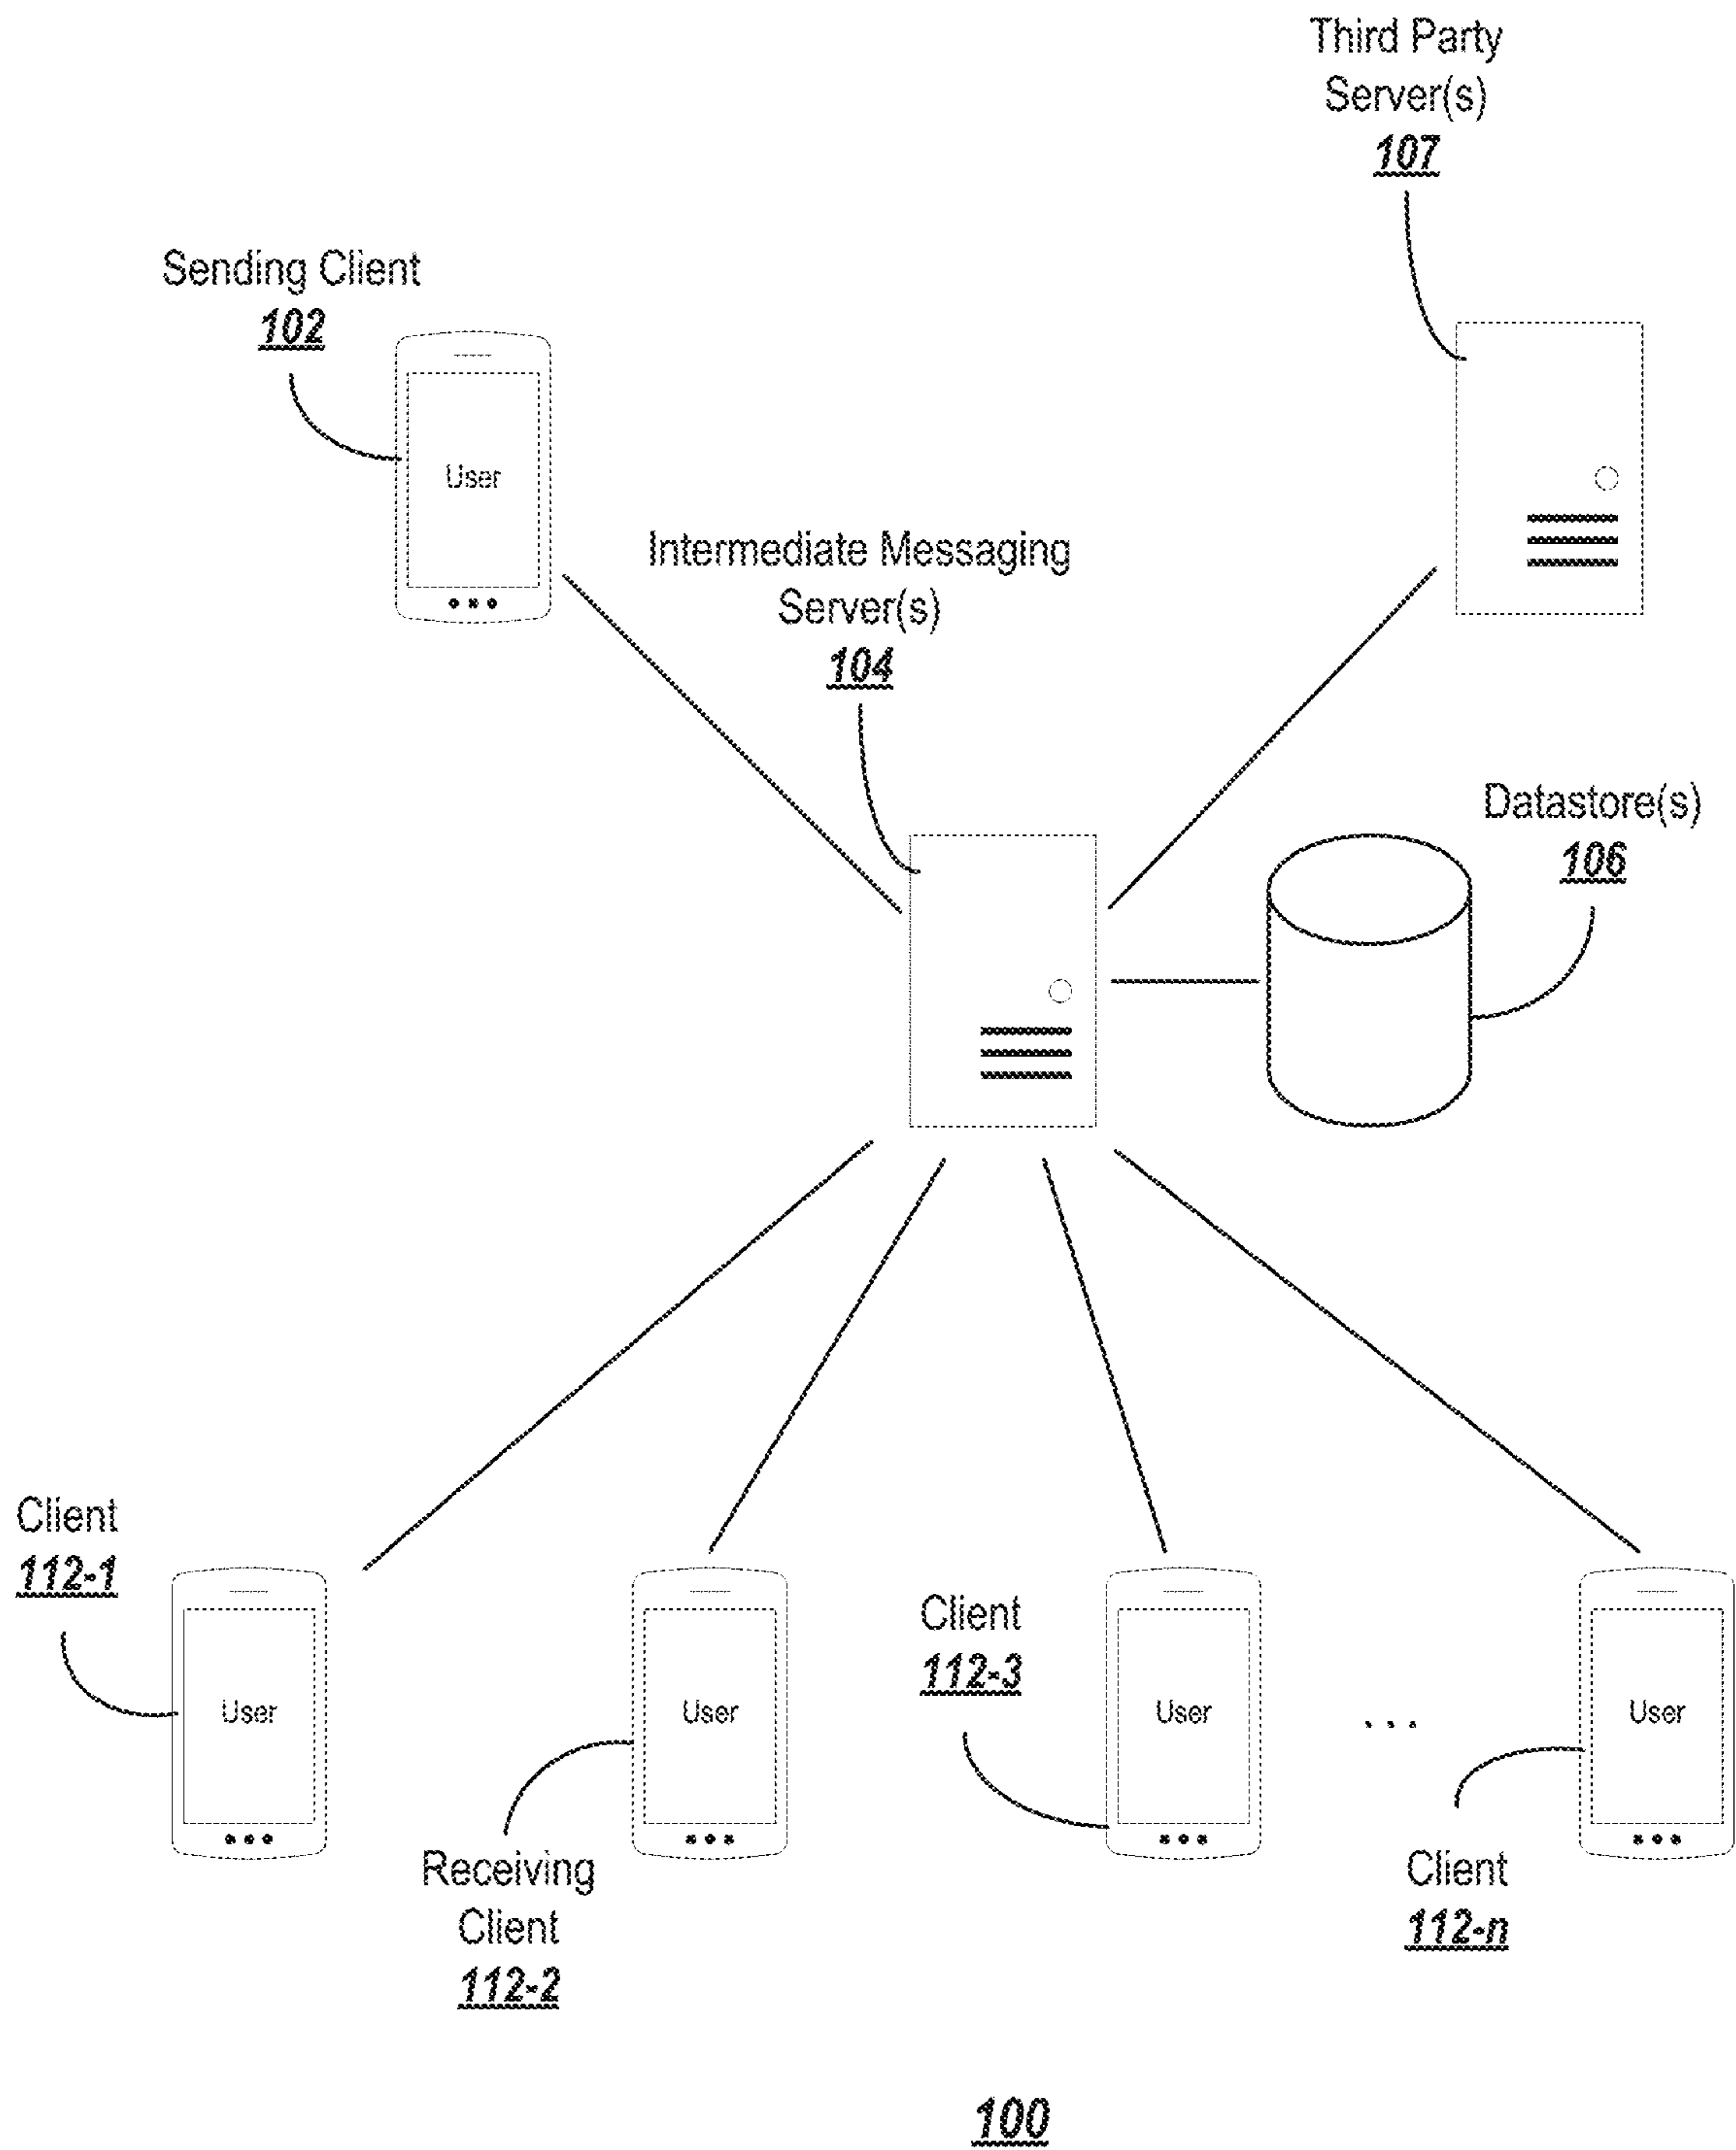 Third Party
Server(s)
107
Sending Client
102
User
Intermediate Messaging
Server(s)
104
Datastore(s)
106
Client
112-1
User
User
Receiving
Client
112-2
Client
112-3
User
...
User
Client
112-n
100